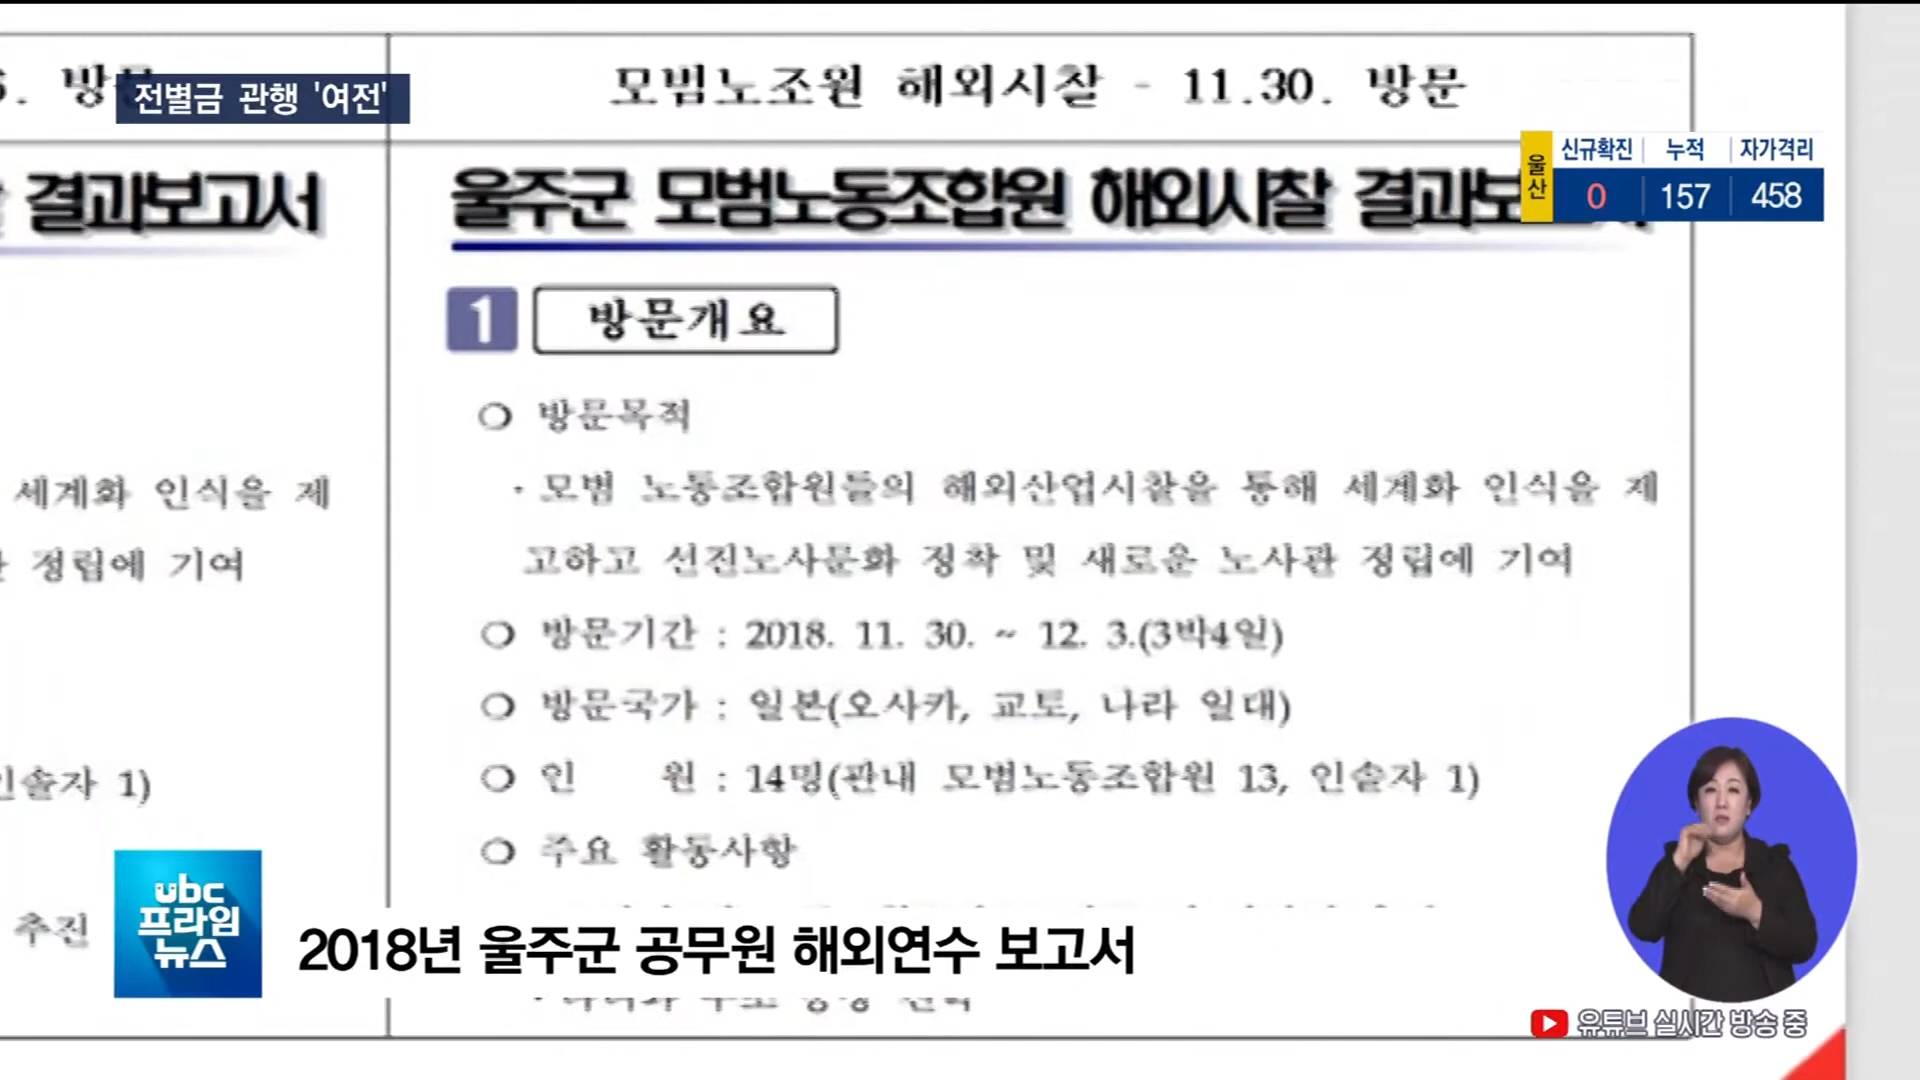 전별금 관행 '여전'
방문
모범노조원 해외시찰 - 11.30. 방문
울산
신규확진 누적 자가격리
0 157 458
결과보고서
울주군 모범노동조합원 해외시찰 결과보
1 방문개요
○ 방문목적
세계화 인식을 제
· 모범 노동조합원들의 해외산업시찰을 통해 세계화 인식을 제
정립에 기여
고하고 선진노사문화 정착 및 새로운 노사관 정립에 기여
○ 방문기간 : 2018. 11. 30. ~ 12. 3.(3박4일)
○ 방문국가 : 일본(오사카, 교토, 나라 일대)
인솔자 1)
○ 인 원 : 14명(관내 모범노동조합원 13, 인솔자 1)
○ 주요 활동사항
추진
ubc
프라임
뉴스
2018년 울주군 공무원 해외연수 보고서
유튜브 실시간 방송 중